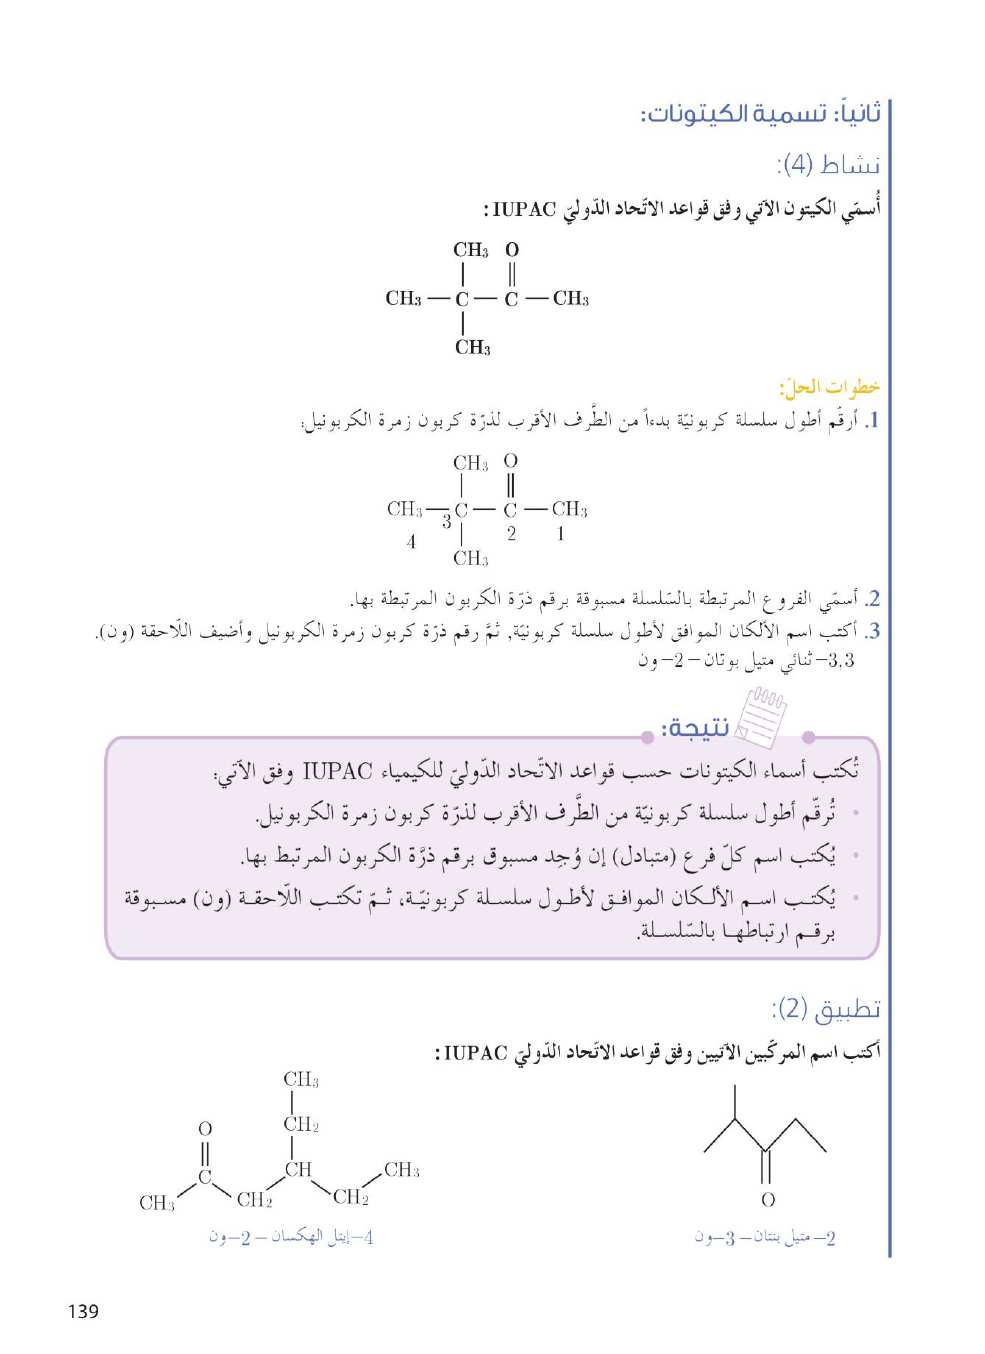 ثانياً: تسمية الكيتونات:
نشاط (4):
أُسمّي الكيتون الآتي وفق قواعد الاتّحاد الدّوليّ IUPAC:
CH3 O
CH3 — C — C — CH3
CH3
خطوات الحلّ:
1. أرقّم أطول سلسلة كربونيّة بدءاً من الطَّرف الأقرب لذرّة كربون زمرة الكربونيل:
CH3 O
CH3 — C — C — CH3
4 3 2 1
CH3
2. أسمّي الفروع المرتبطة بالسّلسلة مسبوقة برقم ذرّة الكربون المرتبطة بها.
3. أكتب اسم الألكان الموافق لأطول سلسلة كربونيّة, ثمَّ رقم ذرّة كربون زمرة الكربونيل وأضيف اللّاحقة (ون).
3,3– ثنائي متيل بوتان – 2– ون
نتيجة:
تُكتب أسماء الكيتونات حسب قواعد الاتّحاد الدّوليّ للكيمياء IUPAC وفق الآتي:
• تُرقّم أطول سلسلة كربونيّة من الطَّرف الأقرب لذرّة كربون زمرة الكربونيل.
• يُكتب اسم كلّ فرع (متبادل) إن وُجِد مسبوق برقم ذرَّة الكربون المرتبط بها.
• يُكتب اسم الألكان الموافق لأطول سلسلة كربونيّة، ثمّ تكتب اللّاحقة (ون) مسبوقة
برقم ارتباطها بالسّلسلة.
تطبيق (2):
أكتب اسم المركّبين الآتيين وفق قواعد الاتّحاد الدّوليّ IUPAC:
O
2– متيل بنتان – 3–ون
CH3
O CH2
C CH CH3
CH3 CH2 CH2
4–إيتل الهكسان – 2–ون
139